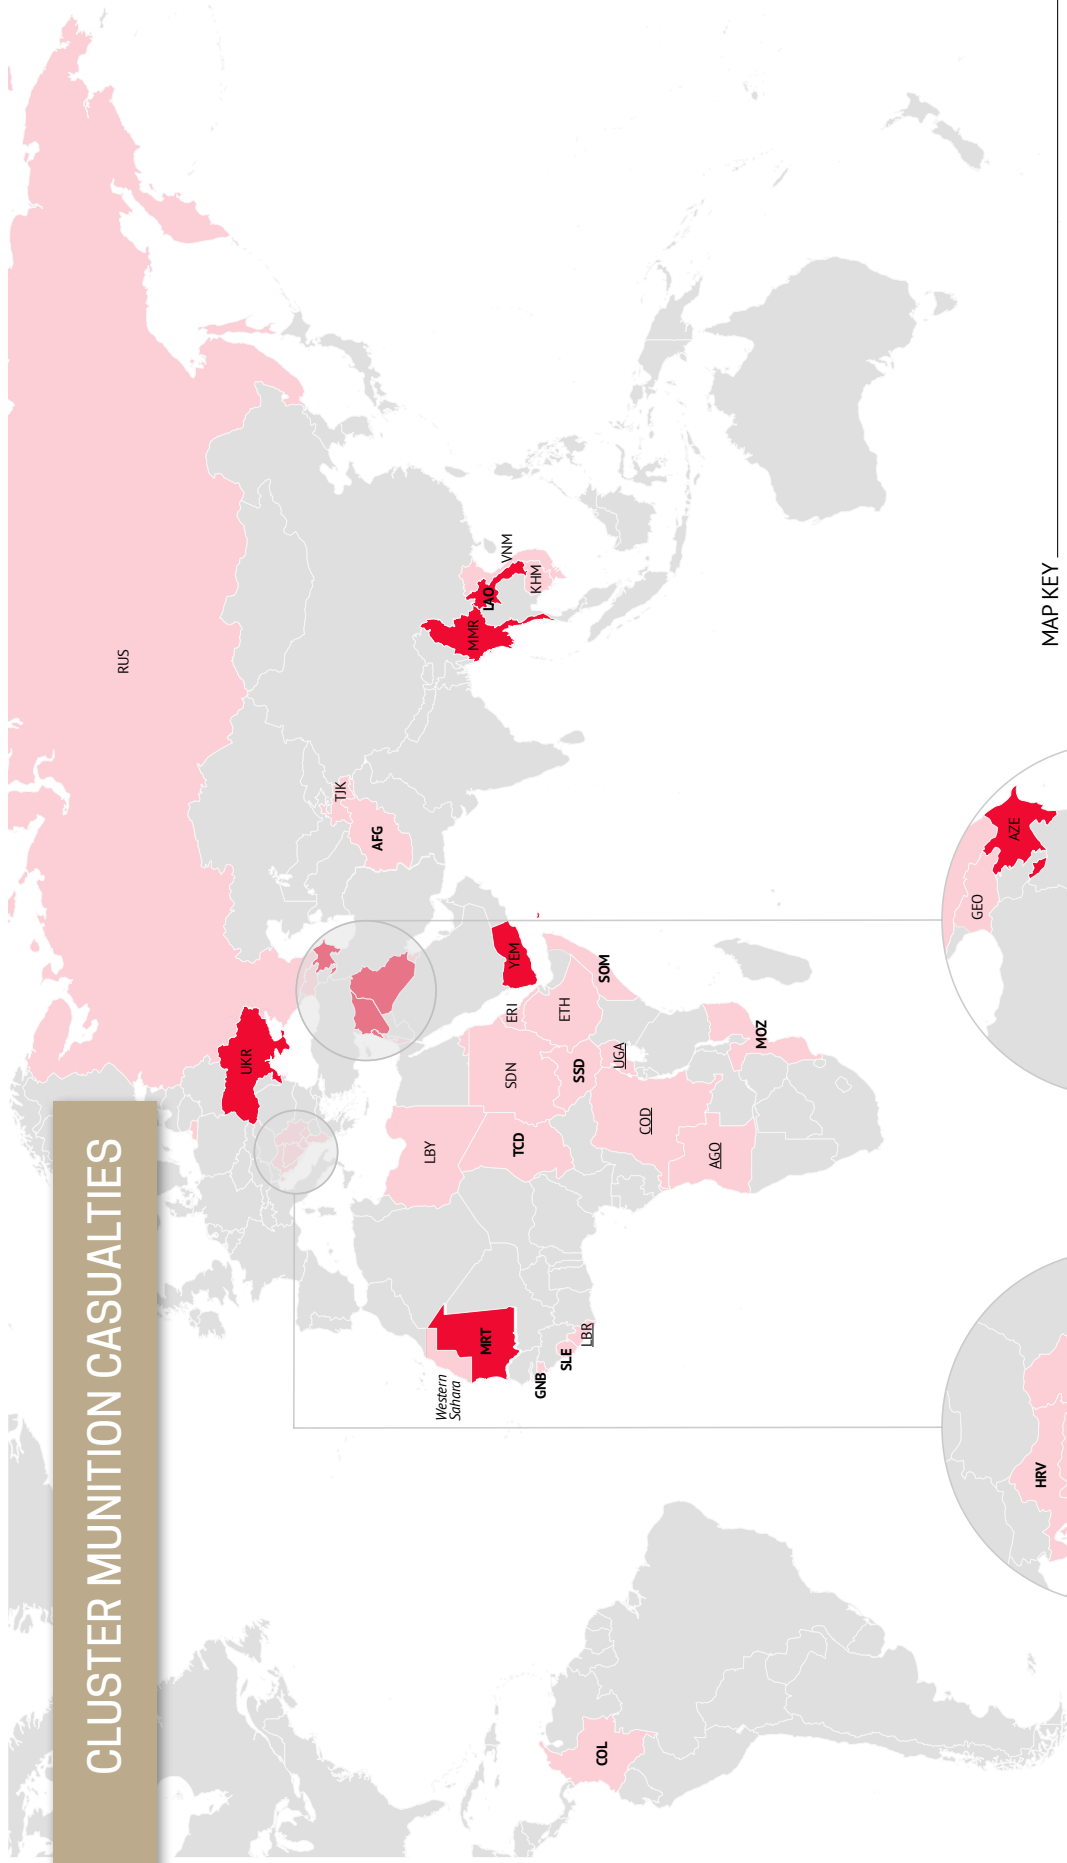 CLUSTER MUNITION CASUALTIES
RUS
UKR
TJK
AFG
MMR
LAO
VNM
KHM
YEM
ERI
ETH
SOM
SDN
SSD
UGA
LBY
TCD
COD
AGO
MOZ
Western
Sahara
MRT
GNB
SLE
LBR
COL
HRV
GEO
AZE
MAP KEY